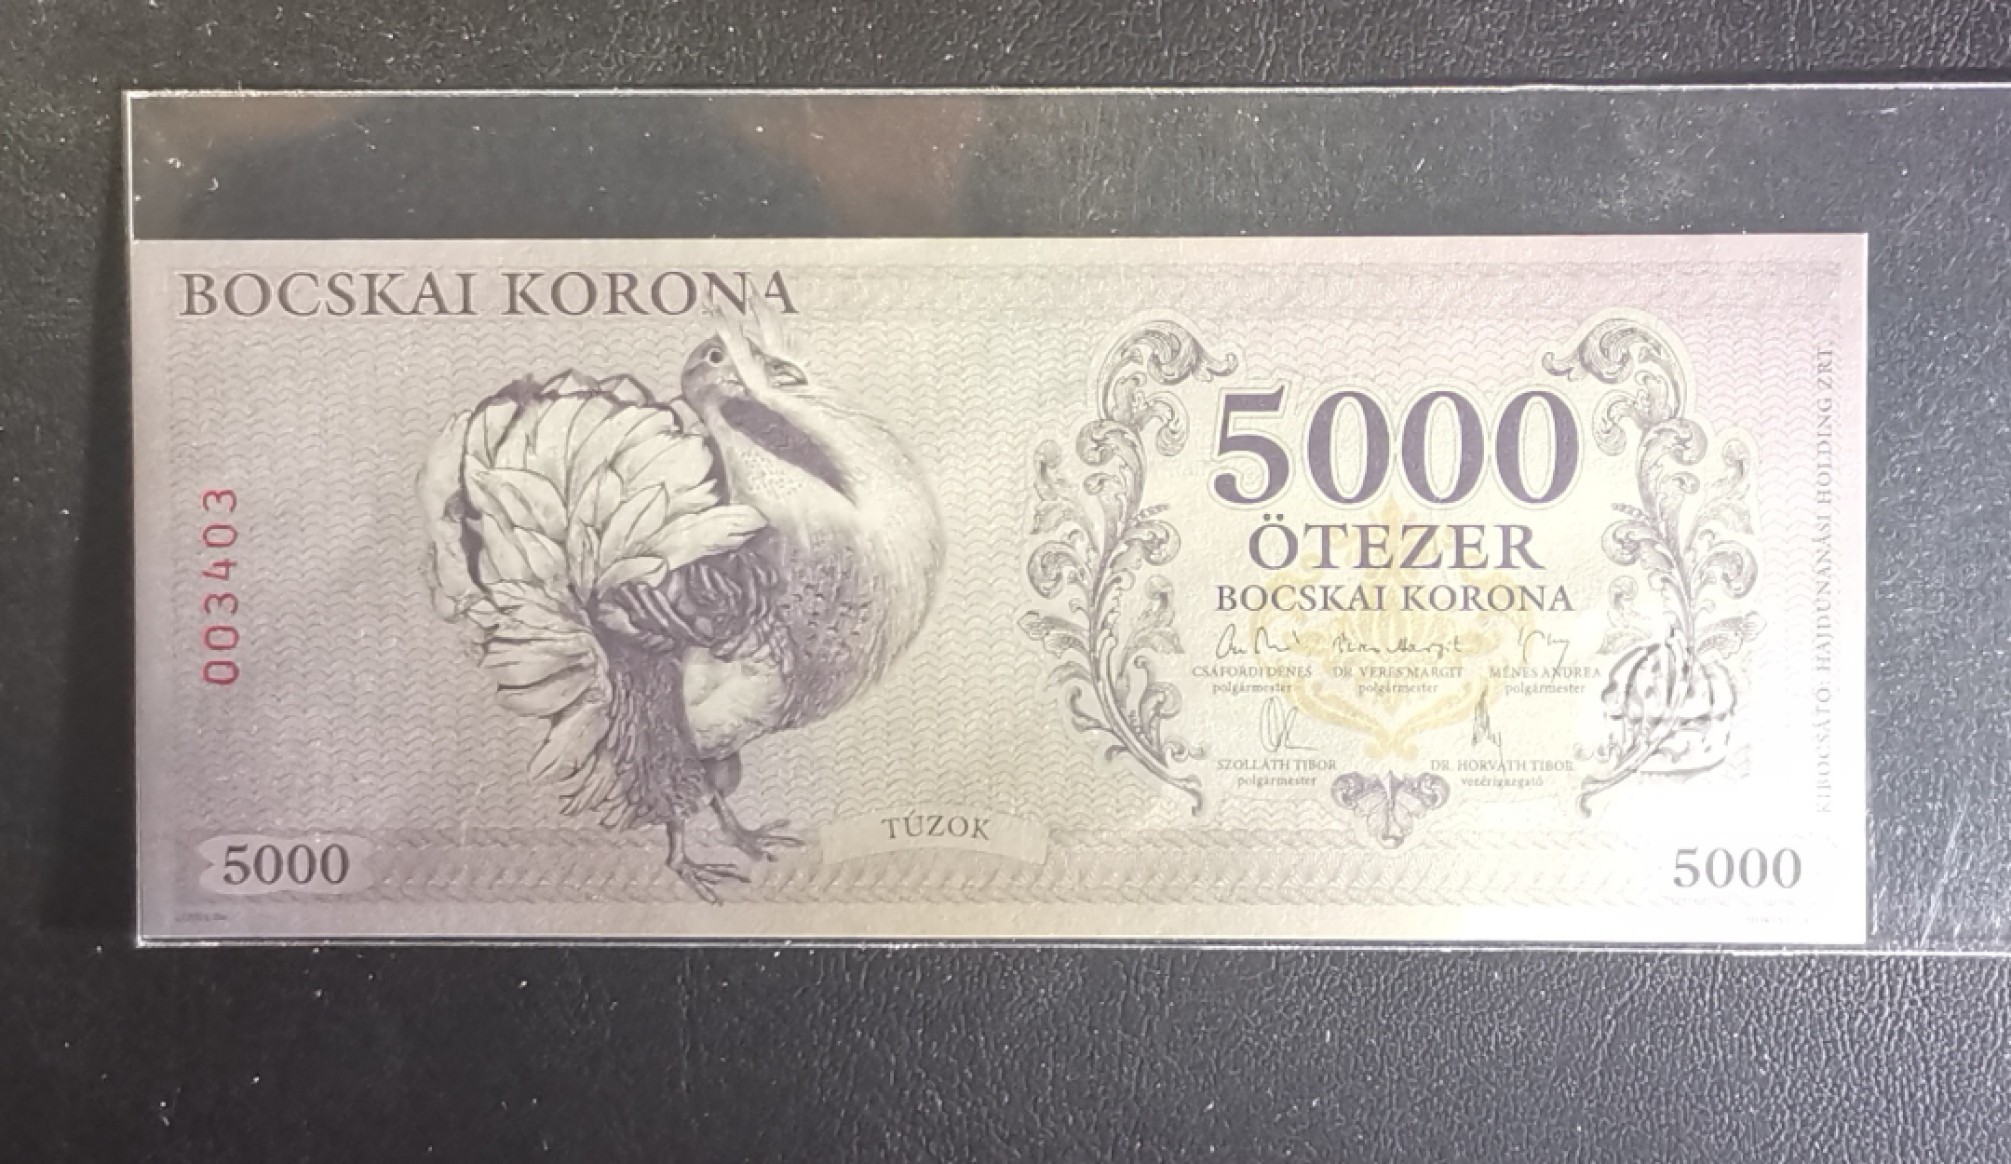 BOCSKAI KORONA
003403
5000
ÖTEZER
BOCSKAI KORONA
CSÁFORDI DÉNES
polgármester
DR. VERES MARGIT
polgármester
MÉNES ANDREA
polgármester
SZÓLLÁTH TIBOR
polgármester
DR. HORVÁTH TIBOR
vezérigazgató
KIBOCSÁTÓ: HAJDÚNÁNÁSI HOLDING ZRT.
TÚZOK
5000
5000